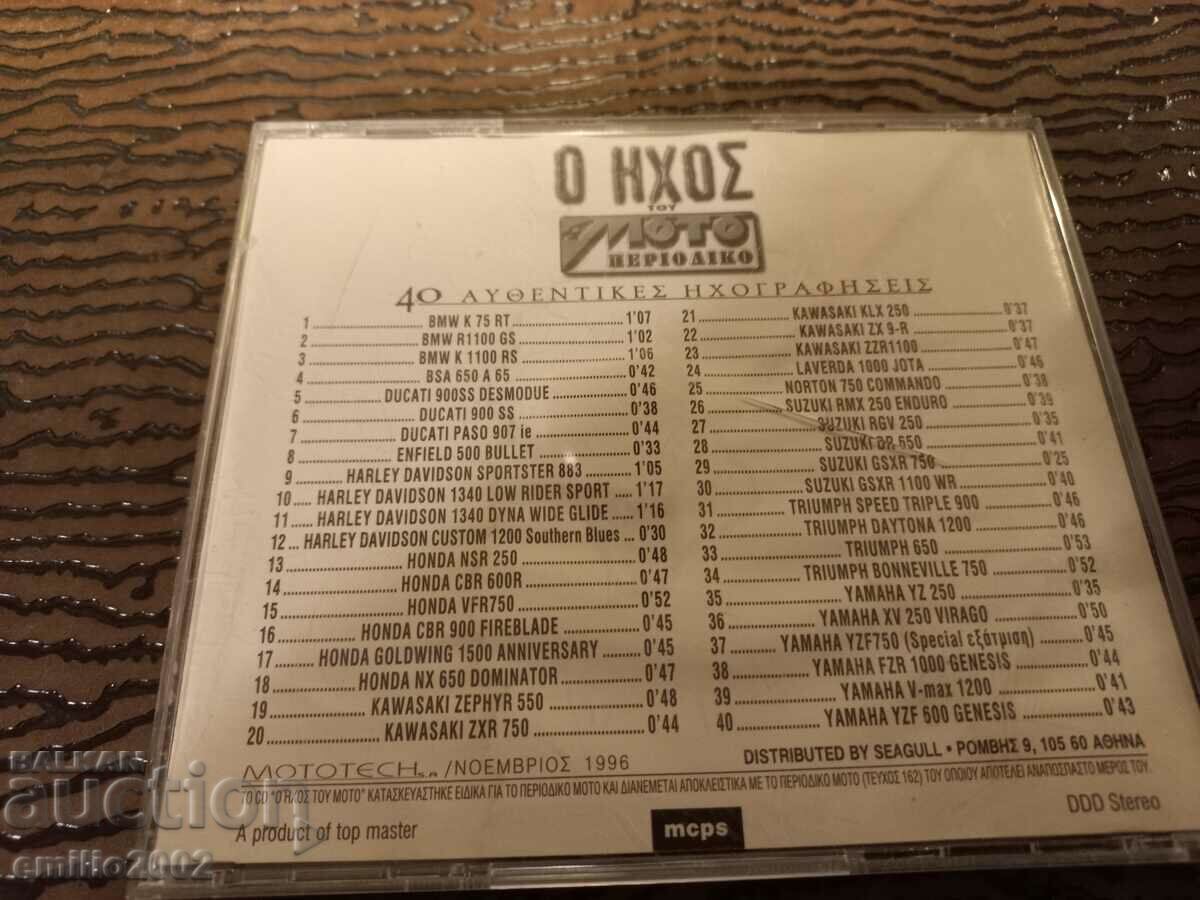 Ο ΗΧΟΣ
ΤΟΥ
ΜΟΤΟ
ΠΕΡΙΟΔΙΚΟ
40 ΑΥΘΕΝΤΙΚΕΣ ΗΧΟΓΡΑΦΗΣΕΙΣ
1 BMW K 75 RT 1'07
2 BMW R1100 GS 1'02
3 BMW K 1100 RS 1'06
4 BSA 650 A 65 0'42
5 DUCATI 900SS DESMODUE 0'46
6 DUCATI 900 SS 0'38
7 DUCATI PASO 907 ie 0'44
8 ENFIELD 500 BULLET 0'33
9 HARLEY DAVIDSON SPORTSTER 883 1'05
10 HARLEY DAVIDSON 1340 LOW RIDER SPORT 1'17
11 HARLEY DAVIDSON 1340 DYNA WIDE GLIDE 1'16
12 HARLEY DAVIDSON CUSTOM 1200 Southern Blues 0'30
13 HONDA NSR 250 0'48
14 HONDA CBR 600R 0'47
15 HONDA VFR750 0'52
16 HONDA CBR 900 FIREBLADE 0'45
17 HONDA GOLDWING 1500 ANNIVERSARY 0'45
18 HONDA NX 650 DOMINATOR 0'47
19 KAWASAKI ZEPHYR 550 0'48
20 KAWASAKI ZXR 750 0'44
21 KAWASAKI KLX 250 0'37
22 KAWASAKI ZX 9-R 0'37
23 KAWASAKI ZZR1100 0'47
24 LAVERDA 1000 JOTA 0'46
25 NORTON 750 COMMANDO 0'38
26 SUZUKI RMX 250 ENDURO 0'39
27 SUZUKI RGV 250 0'35
28 SUZUKI 650 0'41
29 SUZUKI GSXR 750 0'25
30 SUZUKI GSXR 1100 WR 0'40
31 TRIUMPH SPEED TRIPLE 900 0'46
32 TRIUMPH DAYTONA 1200 0'46
33 TRIUMPH 650 0'53
34 TRIUMPH BONNEVILLE 750 0'52
35 YAMAHA YZ 250 0'35
36 YAMAHA XV 250 VIRAGO 0'50
37 YAMAHA YZF750 (Special εξάτμιση) 0'45
38 YAMAHA FZR 1000 GENESIS 0'44
39 YAMAHA V-max 1200 0'41
40 YAMAHA YZF 600 GENESIS 0'43
MOTOTECH S.A /ΝΟΕΜΒΡΙΟΣ 1996
DISTRIBUTED BY SEAGULL • ΡΟΜΒΗΣ 9, 105 60 ΑΘΗΝΑ
ΤΟ CD "Ο ΗΧΟΣ ΤΟΥ ΜΟΤΟ" ΚΑΤΑΣΚΕΥΑΣΤΗΚΕ ΕΙΔΙΚΑ ΓΙΑ ΤΟ ΠΕΡΙΟΔΙΚΟ ΜΟΤΟ ΚΑΙ ΔΙΑΝΕΜΕΤΑΙ ΑΠΟΚΛΕΙΣΤΙΚΑ ΜΕ ΤΟ ΠΕΡΙΟΔΙΚΟ ΜΟΤΟ (ΤΕΥΧΟΣ 162) ΤΟΥ ΟΠΟΙΟΥ ΑΠΟΤΕΛΕΙ ΑΝΑΠΟΣΠΑΣΤΟ ΜΕΡΟΣ ΤΟΥ.
A product of top master
mcps
DDD Stereo
BALKAN
auction
emilio2002